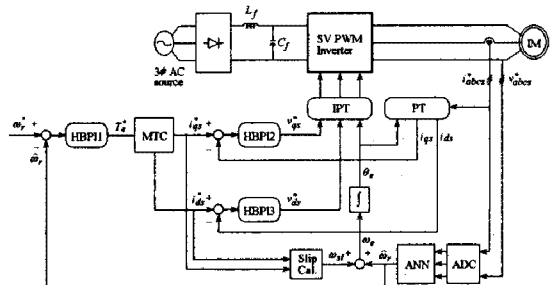 L_f
C_f
SV PWM
Inverter
IM
3ϕ AC
source
i*_abcs v*_abcs
IPT
PT
ω*_r + T*_e i*_qs + v*_qs i_qs i_ds
HBPI1
MTC
HBPI2
−
ω̂_r
−
θ_e
∫
i*_ds + v*_ds
HBPI3
−
ω_e
Slip
Cal.
ω_sl + + ω̂_r
ANN
ADC